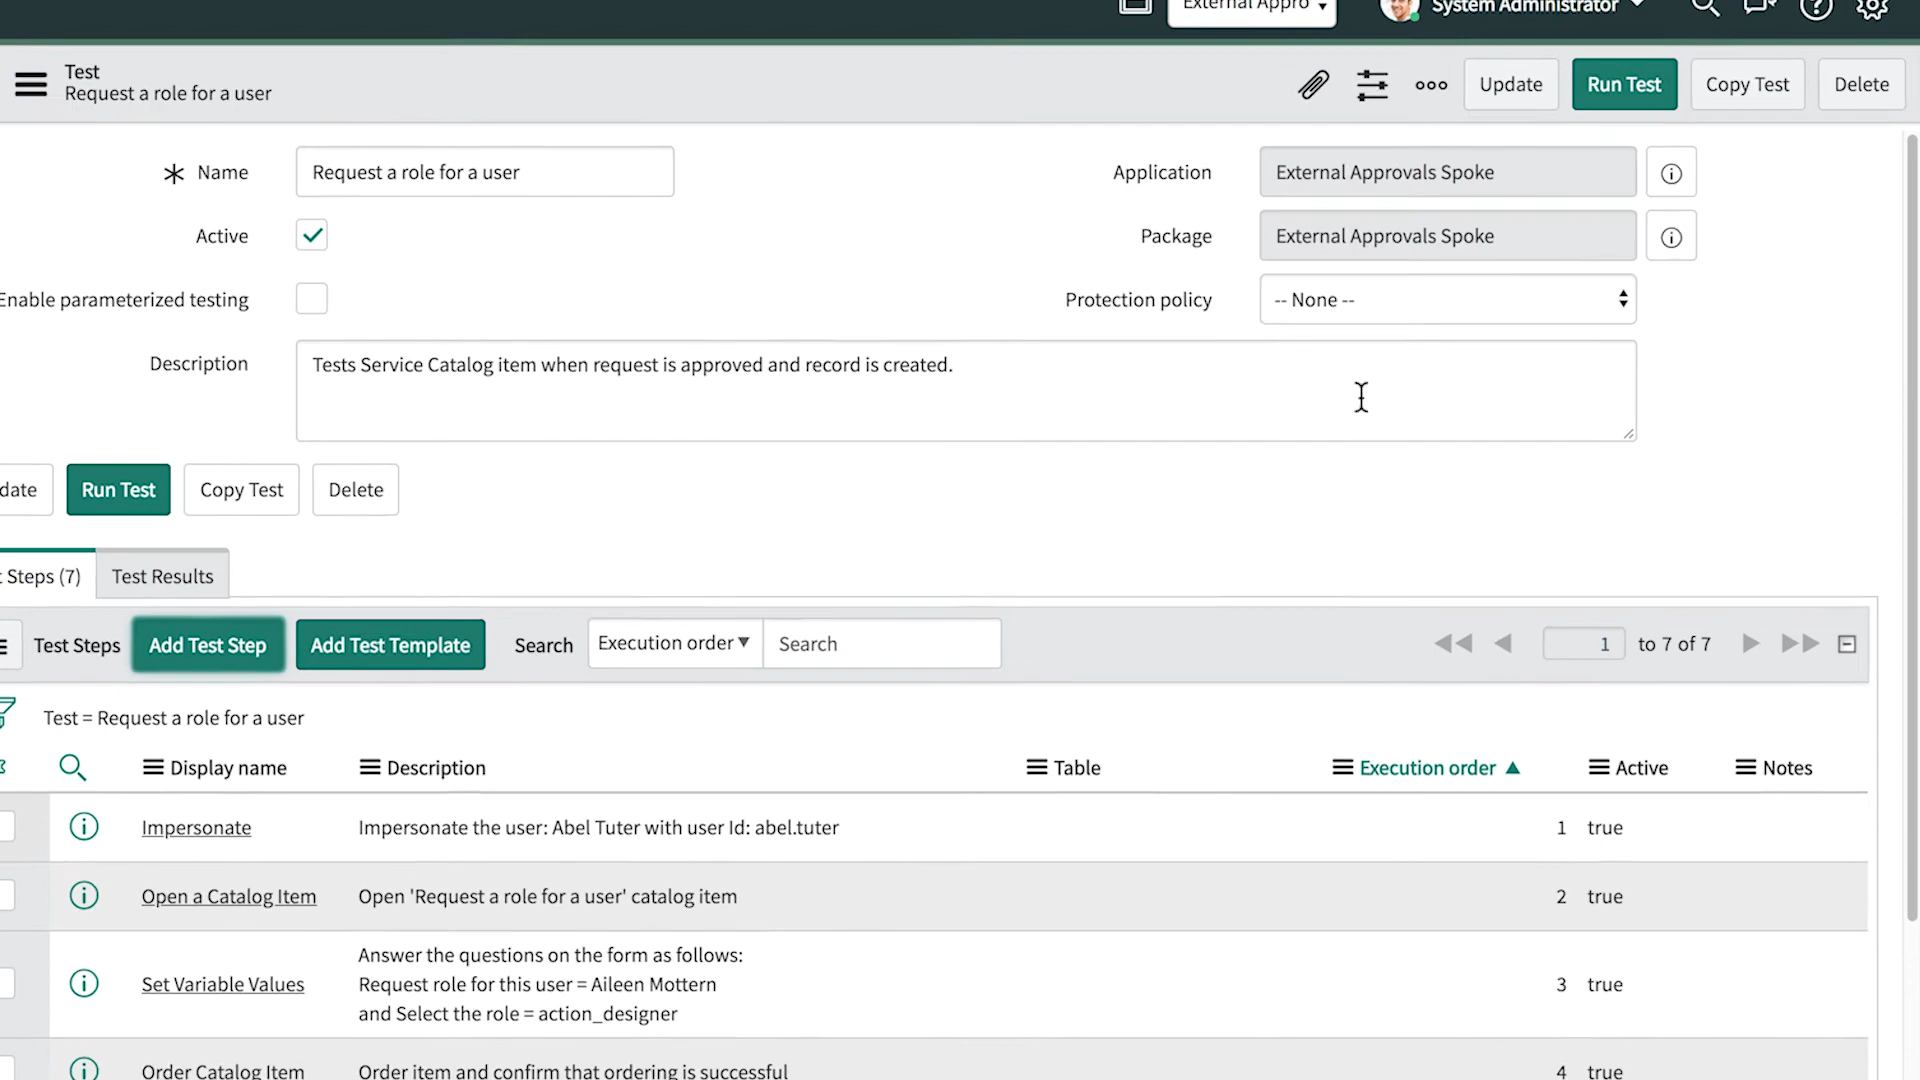 External Appro
System Administrator
Test
Request a role for a user
Update
Run Test
Copy Test
Delete
Name
Request a role for a user
Application
External Approvals Spoke
Active
Package
External Approvals Spoke
Enable parameterized testing
Protection policy
-- None --
Description
Tests Service Catalog item when request is approved and record is created.
date
Run Test
Copy Test
Delete
Steps (7)
Test Results
Test Steps
Add Test Step
Add Test Template
Search
Execution order
Search
1
to 7 of 7
Test = Request a role for a user
Display name
Description
Table
Execution order
Active
Notes
Impersonate
Impersonate the user: Abel Tuter with user Id: abel.tuter
1
true
Open a Catalog Item
Open 'Request a role for a user' catalog item
2
true
Set Variable Values
Answer the questions on the form as follows:
Request role for this user = Aileen Mottern
and Select the role = action_designer
3
true
Order Catalog Item
Order item and confirm that ordering is successful
4
true